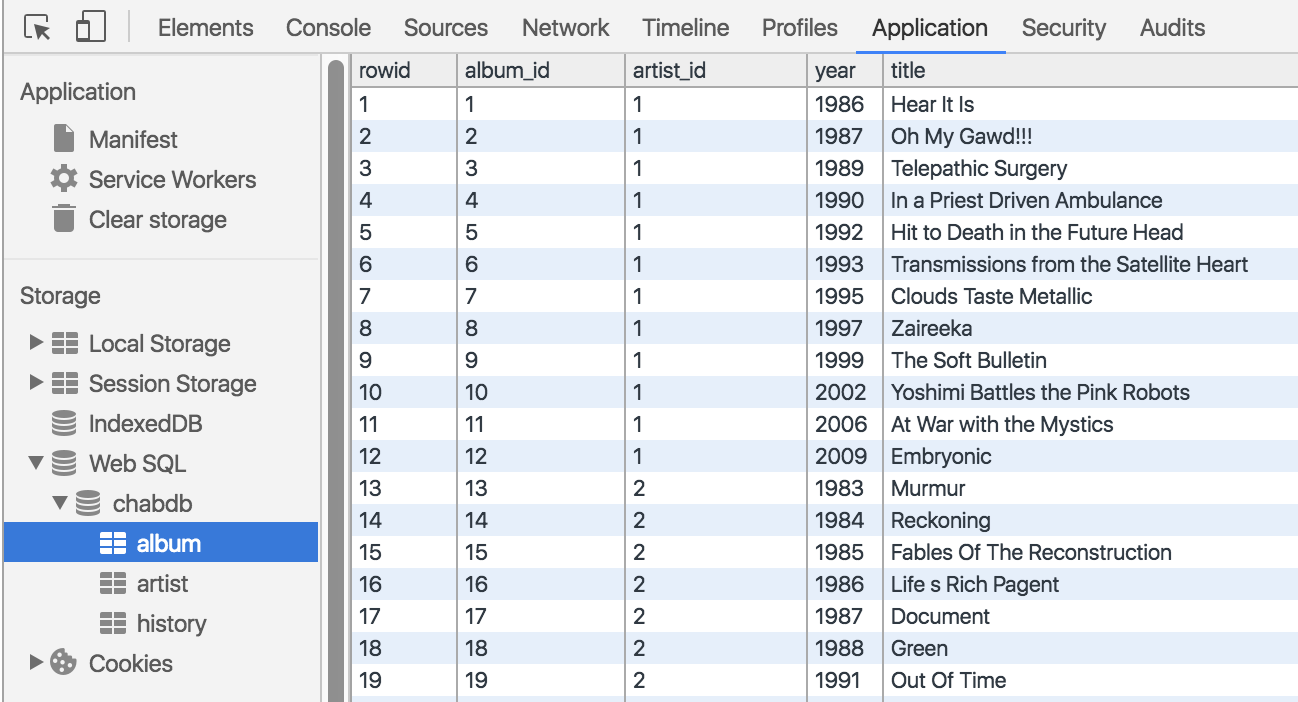 Elements Console Sources Network Timeline Profiles Application Security Audits
Application
Manifest
Service Workers
Clear storage
Storage
Local Storage
Session Storage
IndexedDB
Web SQL
chabdb
album
artist
history
Cookies
rowid album_id artist_id year title
1 1 1 1986 Hear It Is
2 2 1 1987 Oh My Gawd!!!
3 3 1 1989 Telepathic Surgery
4 4 1 1990 In a Priest Driven Ambulance
5 5 1 1992 Hit to Death in the Future Head
6 6 1 1993 Transmissions from the Satellite Heart
7 7 1 1995 Clouds Taste Metallic
8 8 1 1997 Zaireeka
9 9 1 1999 The Soft Bulletin
10 10 1 2002 Yoshimi Battles the Pink Robots
11 11 1 2006 At War with the Mystics
12 12 1 2009 Embryonic
13 13 2 1983 Murmur
14 14 2 1984 Reckoning
15 15 2 1985 Fables Of The Reconstruction
16 16 2 1986 Life s Rich Pagent
17 17 2 1987 Document
18 18 2 1988 Green
19 19 2 1991 Out Of Time